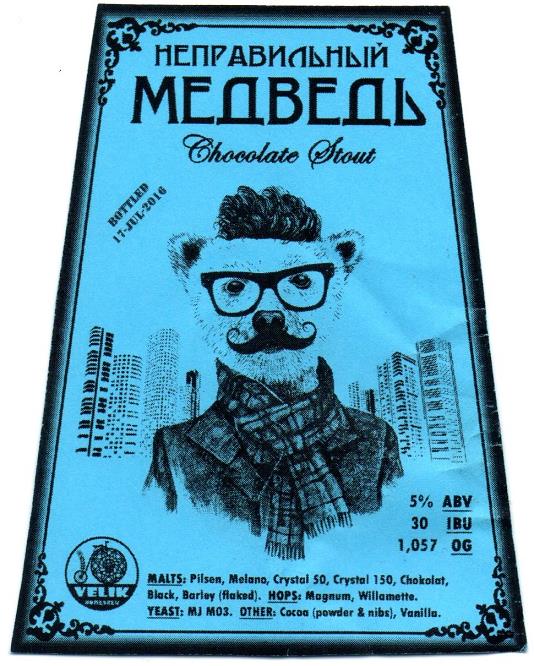 НЕПРАВИЛЬНЫЙ
МЕДВЕДЬ
Chocolate Stout
BOTTLED
17-JUL-2016
5% ABV
30 IBU
1,057 OG
VELIK
HOMEBREW
MALTS: Pilsen, Melano, Crystal 50, Crystal 150, Chokolat,
Black, Barley (flaked). HOPS: Magnum, Willamette.
YEAST: MJ M03. OTHER: Cocoa (powder & nibs), Vanilla.